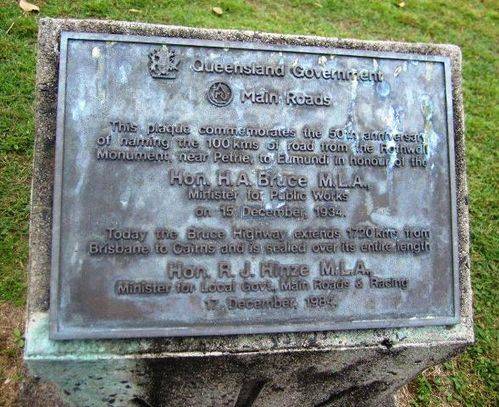 Queensland Government
Main Roads
This plaque commemorates the 50th anniversary
of naming the 100kms of road from the Rothwell
Monument, near Petrie, to Eumundi in honour of the
Hon. H. A. Bruce M.L.A.,
Minister for Public Works
on 15 December, 1934.
Today the Bruce Highway extends 1720 kms from
Brisbane to Cairns and is sealed over its entire length
Hon. R. J. Hinze M.L.A.,
Minister for Local Govt., Main Roads & Racing
17. December, 1984.